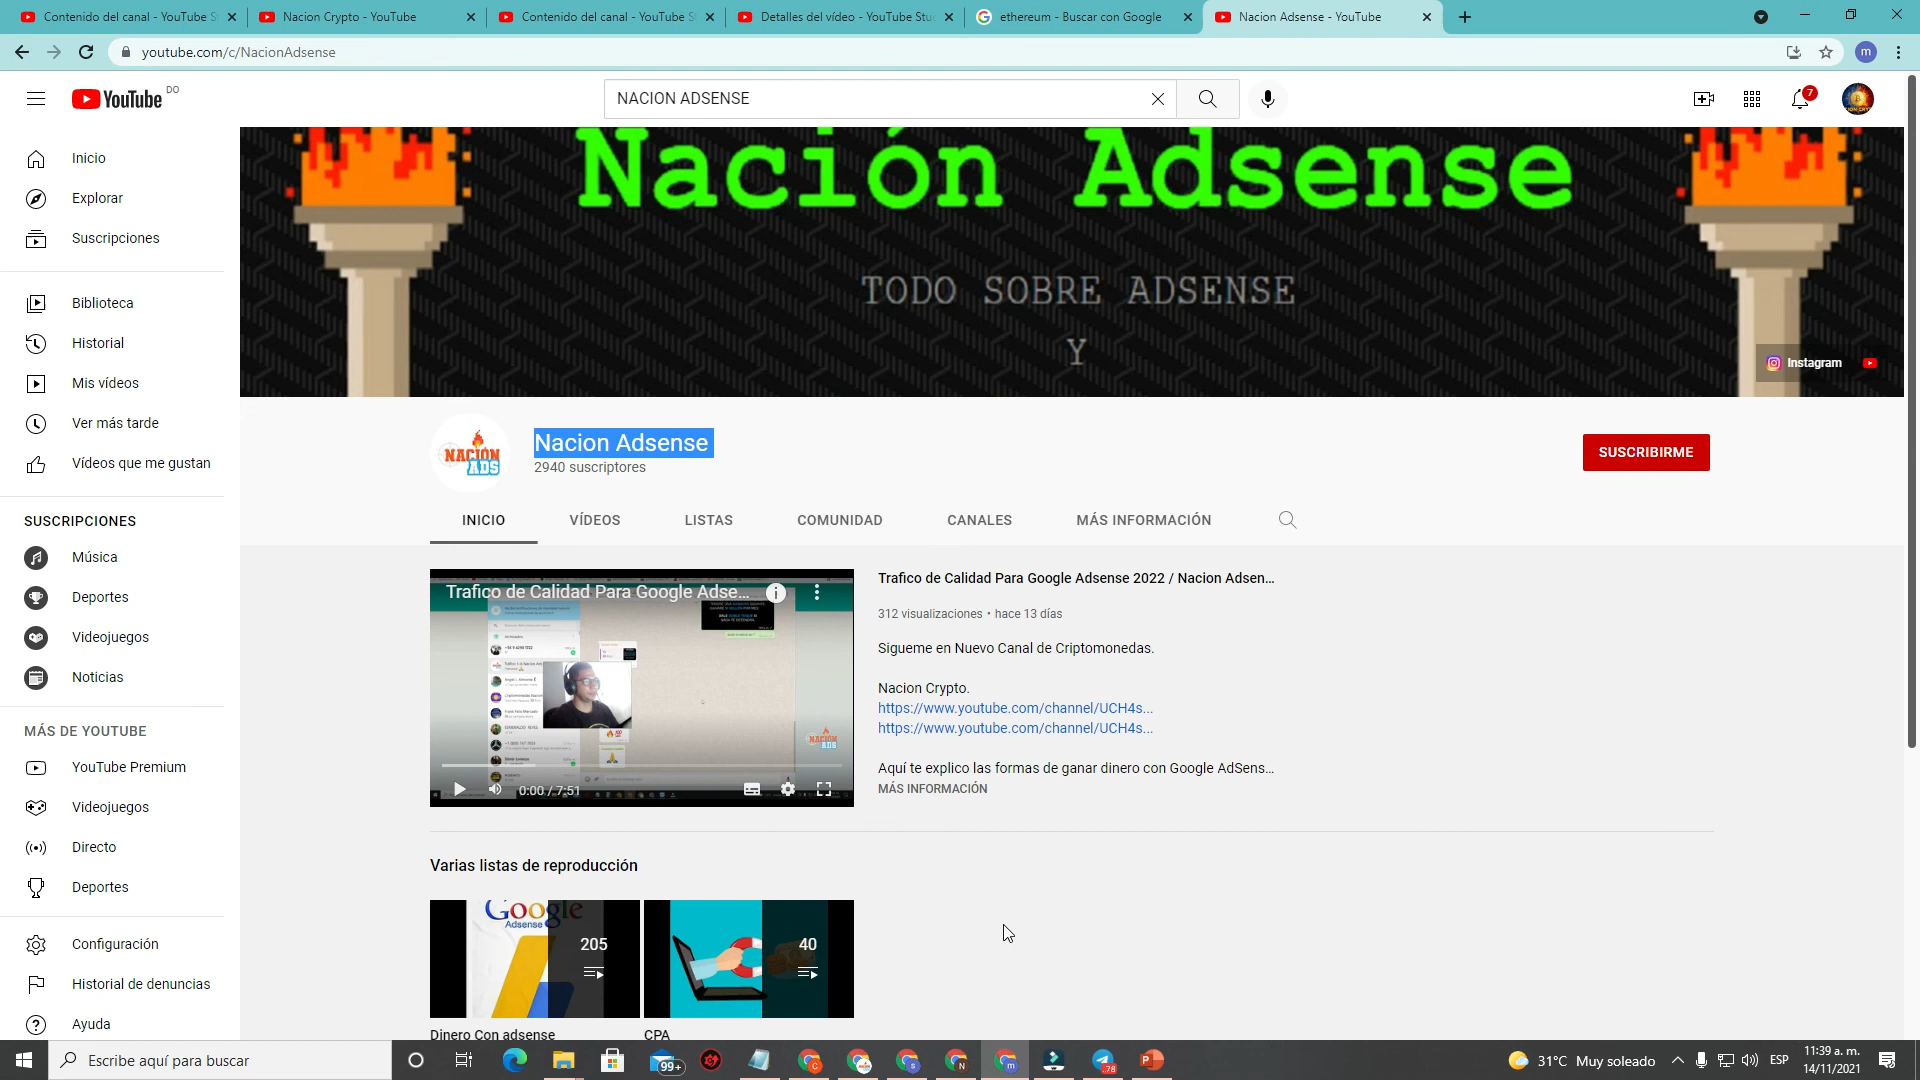 Contenido del canal - YouTube S
Nacion Crypto - YouTube
Contenido del canal - YouTube S
Detalles del vídeo - YouTube Stu
ethereum - Buscar con Google
Nacion Adsense - YouTube
youtube.com/c/NacionAdsense
m
YouTube DO
NACION ADSENSE
7
Inicio
Explorar
Suscripciones
Biblioteca
Historial
Mis vídeos
Ver más tarde
Vídeos que me gustan
SUSCRIPCIONES
Música
Deportes
Videojuegos
Noticias
MÁS DE YOUTUBE
YouTube Premium
Videojuegos
Directo
Deportes
Configuración
Historial de denuncias
Ayuda
Nación Adsense
TODO SOBRE ADSENSE
Y
Instagram
NACIÓN
ADS
Nacion Adsense
2940 suscriptores
SUSCRIBIRME
INICIO
VÍDEOS
LISTAS
COMUNIDAD
CANALES
MÁS INFORMACIÓN
Trafico de Calidad Para Google Adse...
0:00 / 7:51
Trafico de Calidad Para Google Adsense 2022 / Nacion Adsen...
312 visualizaciones • hace 13 días
Sigueme en Nuevo Canal de Criptomonedas.
Nacion Crypto.
https://www.youtube.com/channel/UCH4s...
https://www.youtube.com/channel/UCH4s...
Aquí te explico las formas de ganar dinero con Google AdSens...
MÁS INFORMACIÓN
Varias listas de reproducción
Google
Adsense
205
40
Dinero Con adsense
CPA
Escribe aquí para buscar
99+
78
31°C Muy soleado
ESP
11:39 a. m.
14/11/2021